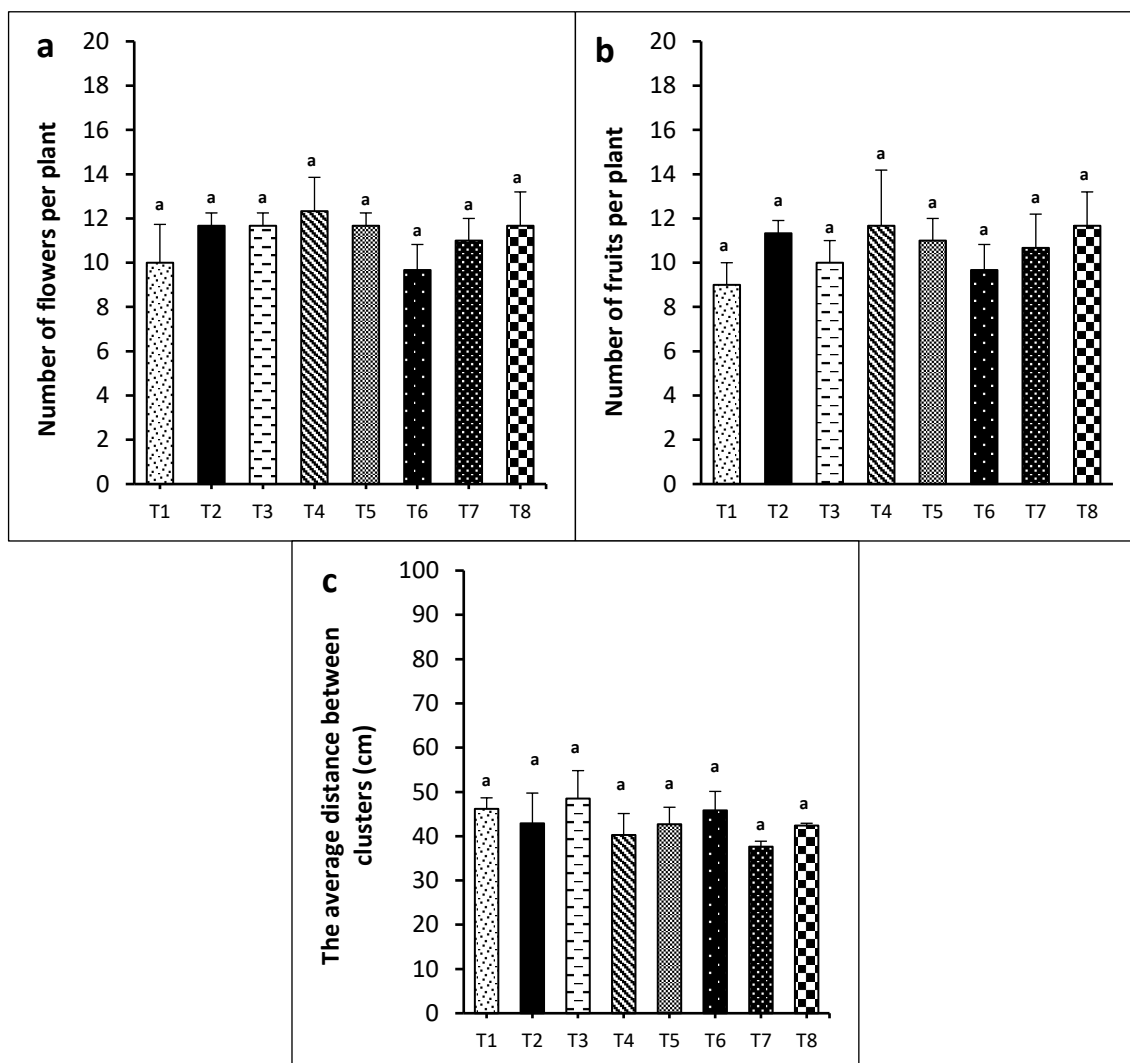 a
Number of flowers per plant
20
18
16
14
12
10
8
6
4
2
0
a a a a a a a a
T1 T2 T3 T4 T5 T6 T7 T8
b
Number of fruits per plant
20
18
16
14
12
10
8
6
4
2
0
a a a a a a a a
T1 T2 T3 T4 T5 T6 T7 T8
c
The average distance between
clusters (cm)
100
90
80
70
60
50
40
30
20
10
0
a a a a a a a a
T1 T2 T3 T4 T5 T6 T7 T8